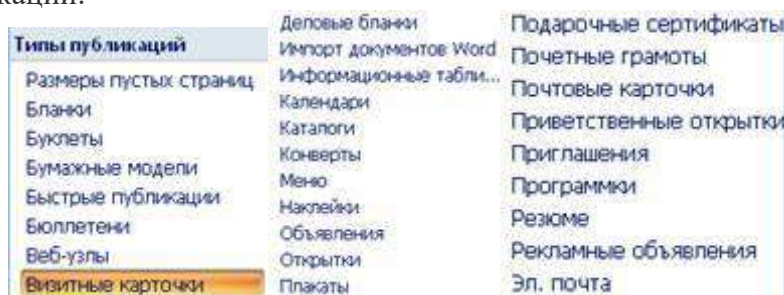 Типы публикаций
Размеры пустых страниц
Бланки
Буклеты
Бумажные модели
Быстрые публикации
Бюллетени
Веб-узлы
Визитные карточки
Деловые бланки
Импорт документов Word
Информационные табли...
Календари
Каталоги
Конверты
Меню
Наклейки
Объявления
Открытки
Плакаты
Подарочные сертификаты
Почетные грамоты
Почтовые карточки
Приветственные открытки
Приглашения
Программки
Резюме
Рекламные объявления
Эл. почта